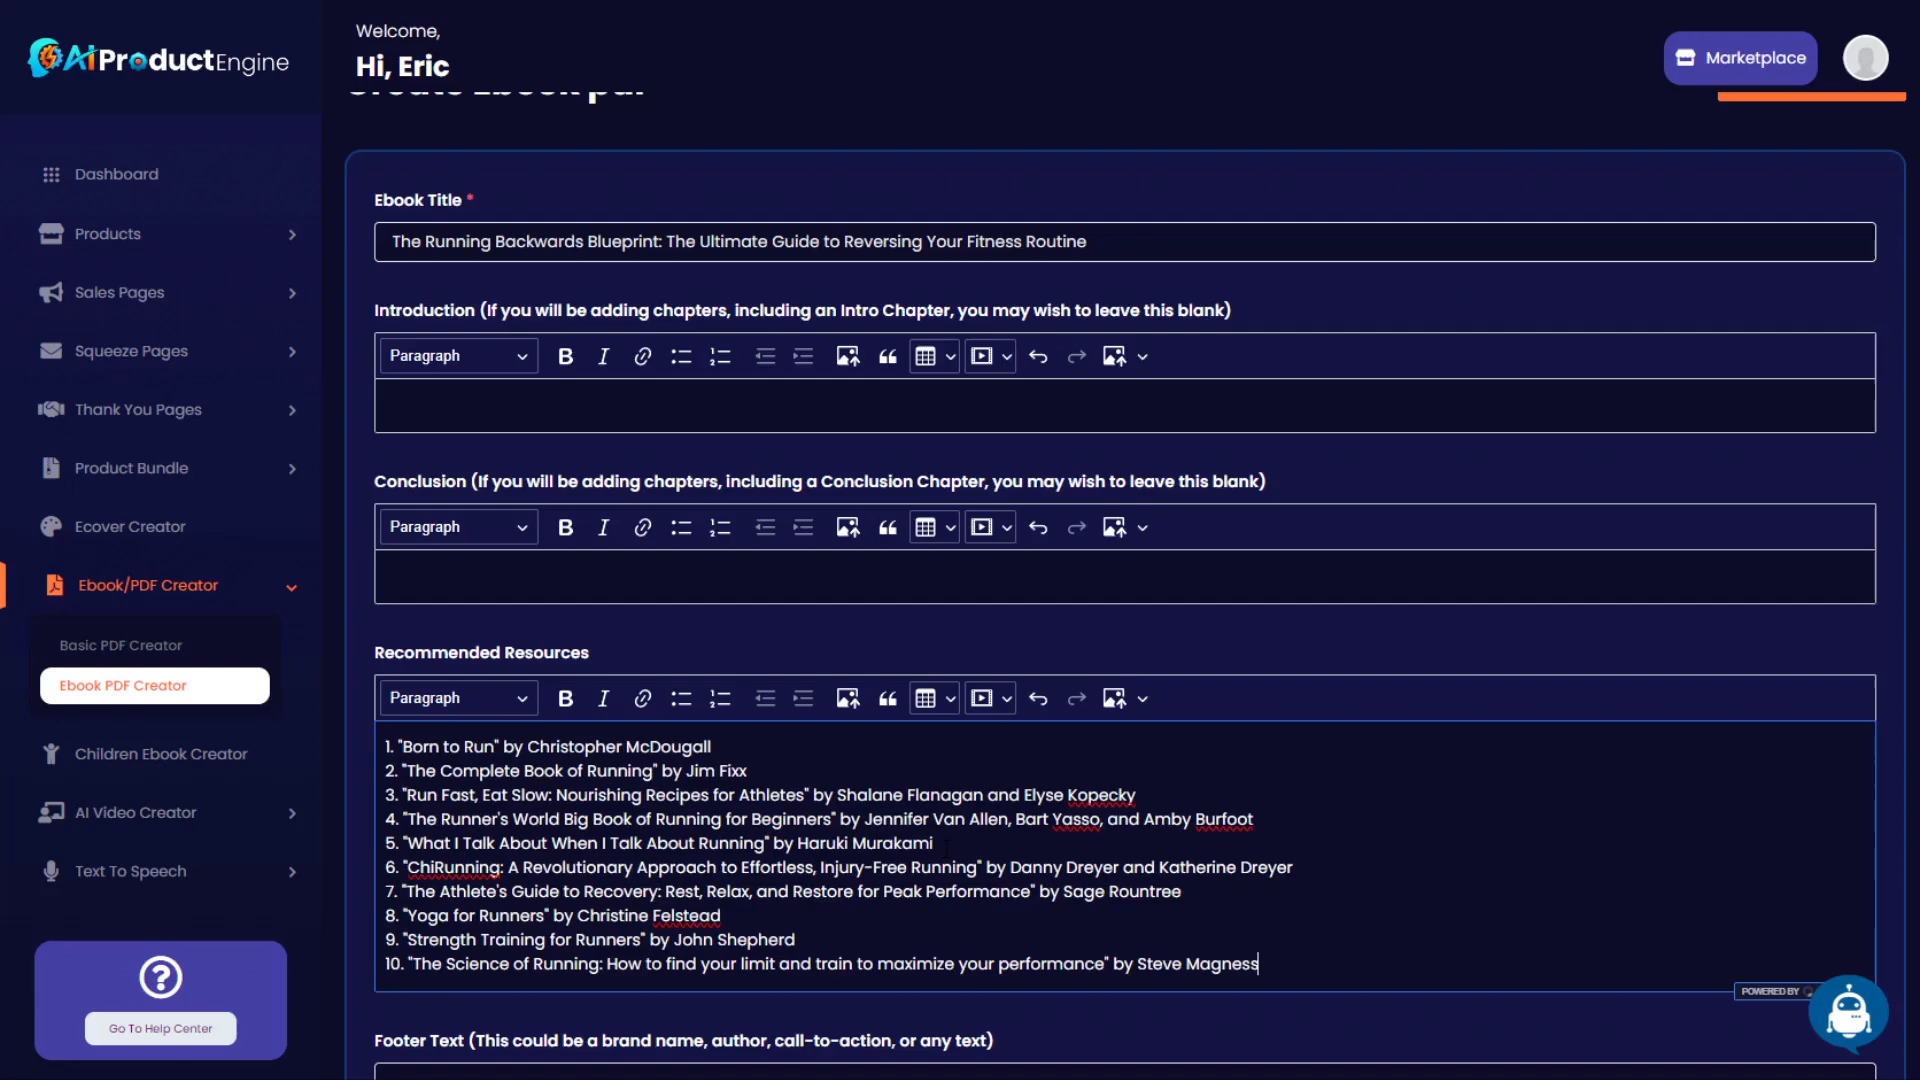 AiProductEngine
Welcome,
Hi, Eric
Marketplace
Create Ebook pdf
Dashboard
Products
Sales Pages
Squeeze Pages
Thank You Pages
Product Bundle
Ecover Creator
Ebook/PDF Creator
Basic PDF Creator
Ebook PDF Creator
Children Ebook Creator
AI Video Creator
Text To Speech
Go To Help Center
Ebook Title *
The Running Backwards Blueprint: The Ultimate Guide to Reversing Your Fitness Routine
Introduction (If you will be adding chapters, including an Intro Chapter, you may wish to leave this blank)
Paragraph
Conclusion (If you will be adding chapters, including a Conclusion Chapter, you may wish to leave this blank)
Paragraph
Recommended Resources
Paragraph
1. "Born to Run" by Christopher McDougall
2. "The Complete Book of Running" by Jim Fixx
3. "Run Fast, Eat Slow: Nourishing Recipes for Athletes" by Shalane Flanagan and Elyse Kopecky
4. "The Runner's World Big Book of Running for Beginners" by Jennifer Van Allen, Bart Yasso, and Amby Burfoot
5. "What I Talk About When I Talk About Running" by Haruki Murakami
6. "ChiRunning: A Revolutionary Approach to Effortless, Injury-Free Running" by Danny Dreyer and Katherine Dreyer
7. "The Athlete's Guide to Recovery: Rest, Relax, and Restore for Peak Performance" by Sage Rountree
8. "Yoga for Runners" by Christine Felstead
9. "Strength Training for Runners" by John Shepherd
10. "The Science of Running: How to find your limit and train to maximize your performance" by Steve Magness
POWERED BY
Footer Text (This could be a brand name, author, call-to-action, or any text)